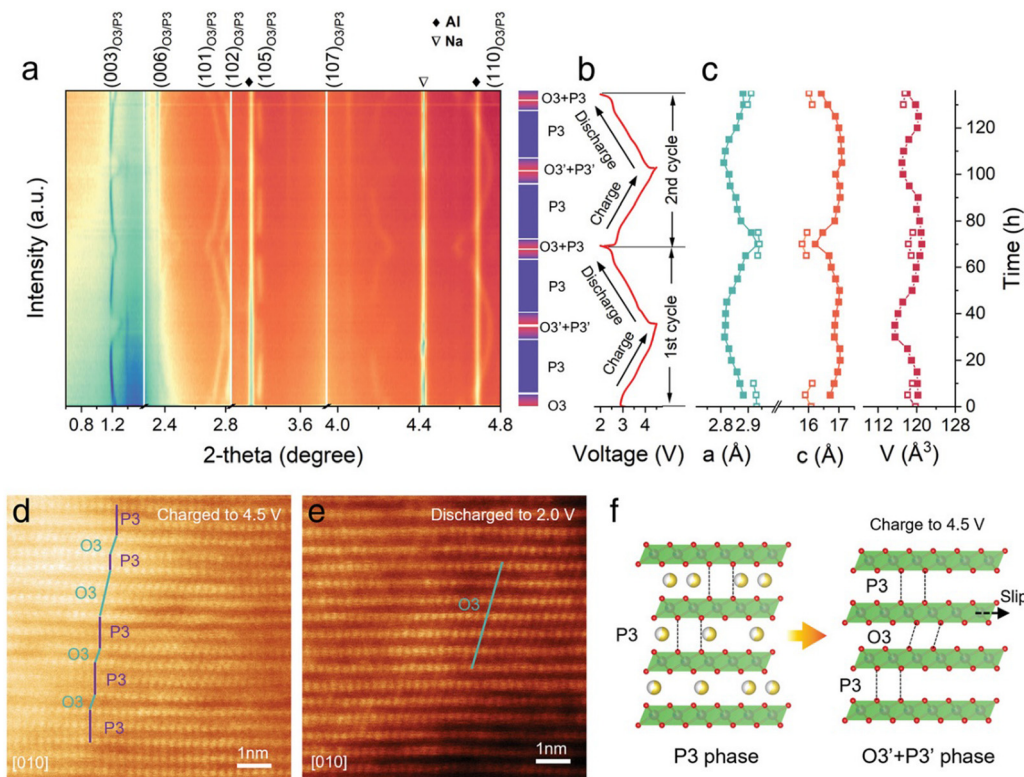 (003)O3/P3
(006)O3/P3
(101)O3/P3
(102)O3/P3
(105)O3/P3
(107)O3/P3
(110)O3/P3
♦ Al
▽ Na
a
Intensity (a.u.)
0.8 1.2 2.4 2.8 3.2 3.6 4.0 4.4 4.8
2-theta (degree)
O3+P3
P3
O3'+P3'
P3
O3+P3
P3
O3'+P3'
P3
O3
b
Discharge
Charge
2nd cycle
Discharge
Charge
1st cycle
2 3 4
Voltage (V)
c
2.8 2.9
a (Å)
16 17
c (Å)
112 120 128
V (Å³)
120
100
80
60
40
20
0
Time (h)
d
Charged to 4.5 V
P3
O3
P3
O3
P3
O3
P3
O3
P3
[010]
1nm
e
Discharged to 2.0 V
O3
[010]
1nm
f
Charge to 4.5 V
P3
Slip
P3
O3
P3
P3 phase
O3'+P3' phase